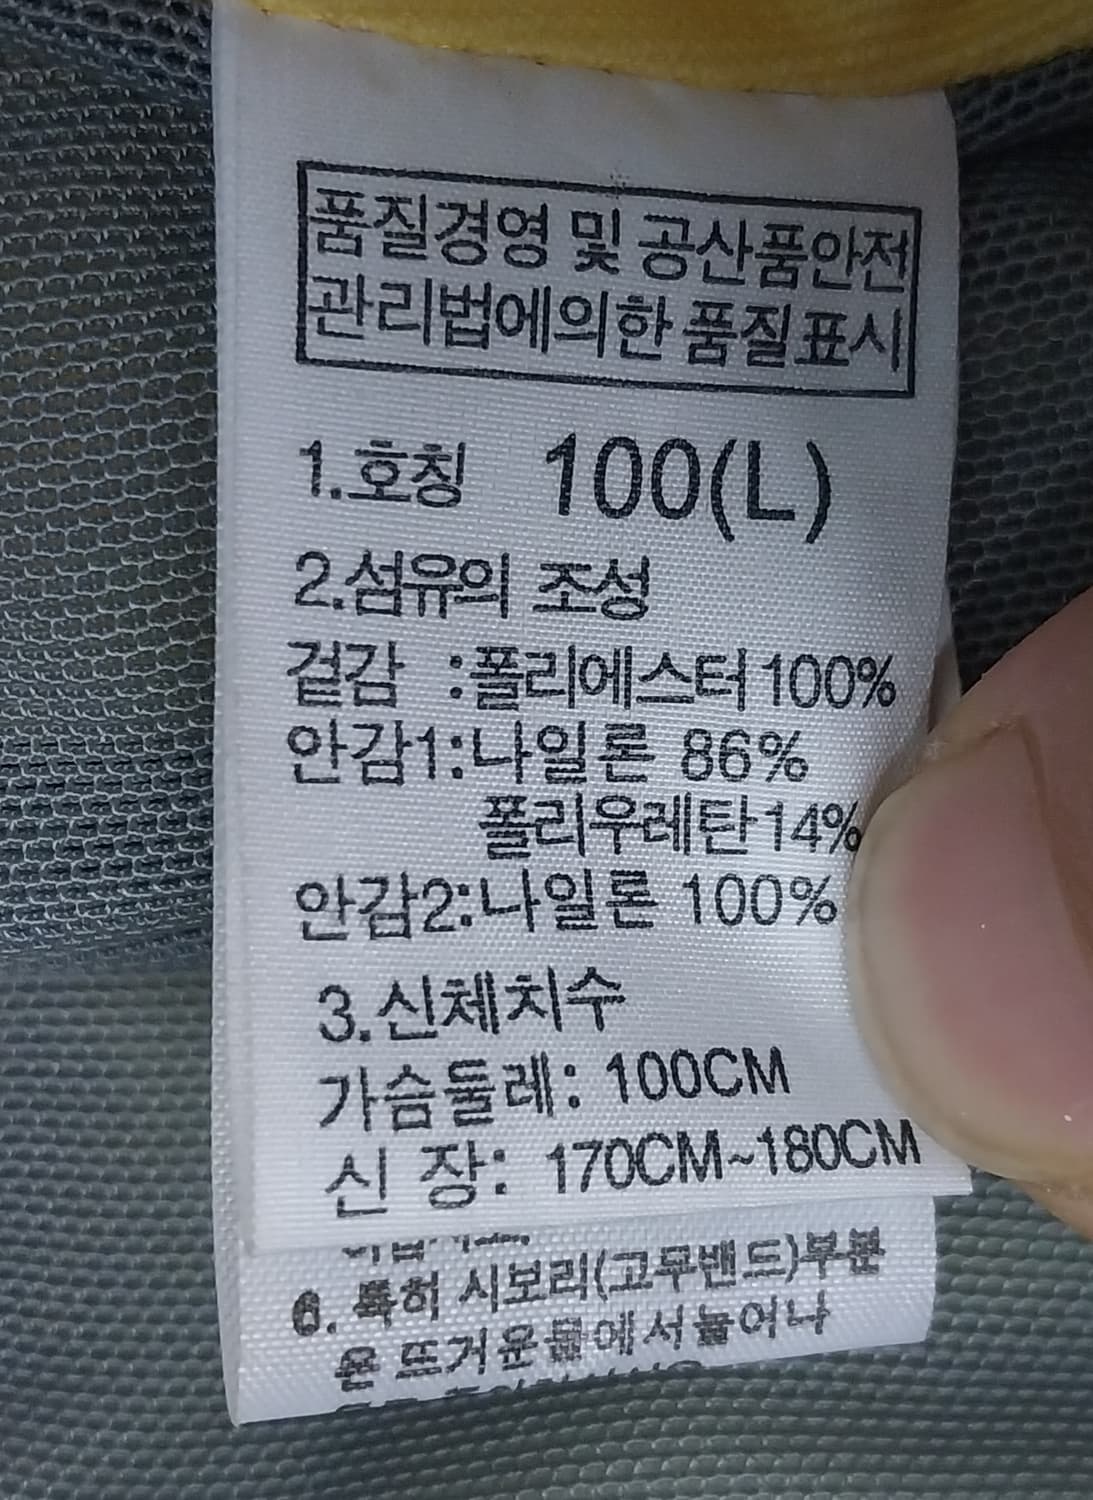 품질경영 및 공산품안전
관리법에의한 품질표시
1.호칭 100(L)
2.섬유의 조성
겉감 :폴리에스터100%
안감1:나일론 86%
폴리우레탄14%
안감2:나일론 100%
3.신체치수
가슴둘레: 100CM
신 장: 170CM~180CM
6. 특허 시보리(고무밴드)부분
은 뜨거운물에서늘어나